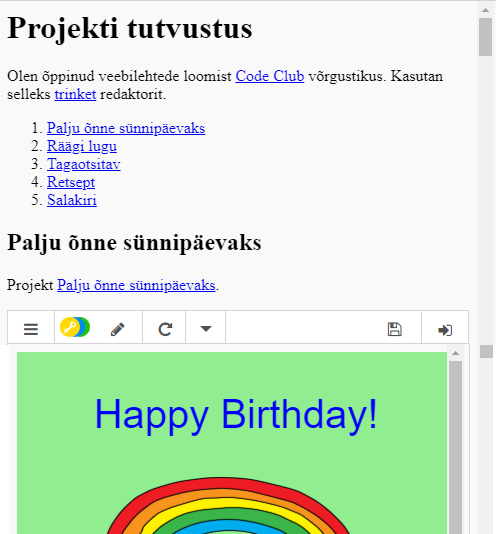 Projekti tutvustus
Olen õppinud veebilehtede loomist Code Club võrgustikus. Kasutan
selleks trinket redaktorit.
1. Palju õnne sünnipäevaks
2. Räägi lugu
3. Tagaotsitav
4. Retsept
5. Salakiri
Palju õnne sünnipäevaks
Projekt Palju õnne sünnipäevaks.
Happy Birthday!